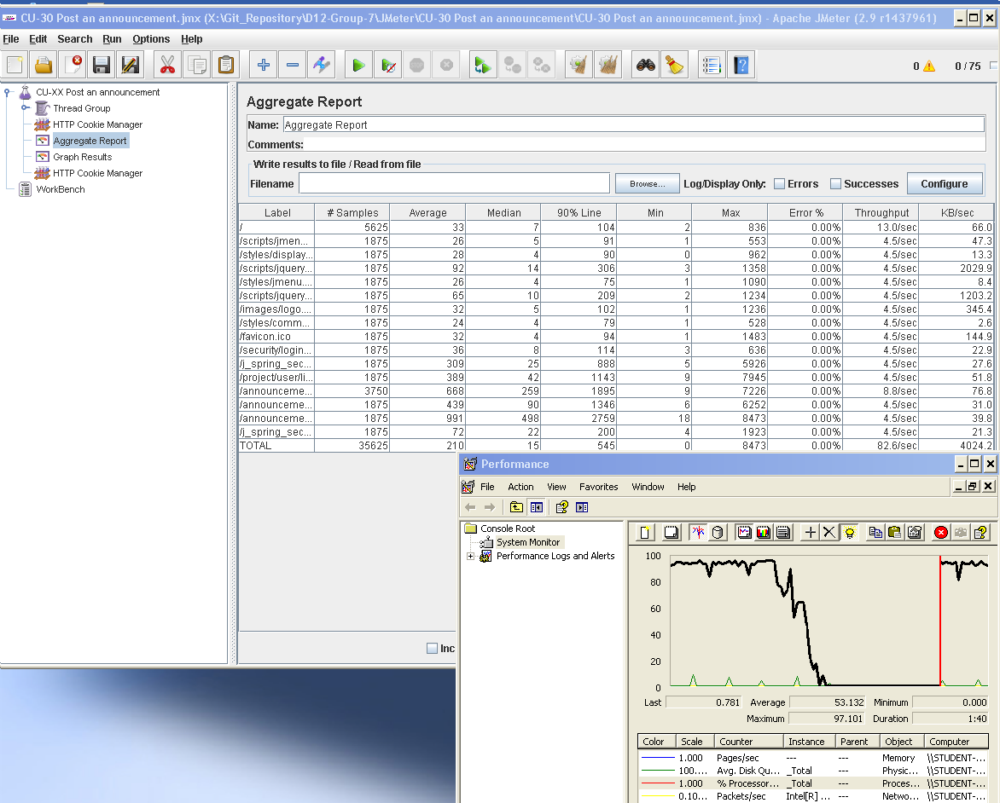 CU-30 Post an announcement.jmx (X:\Git_Repository\D12-Group-7\JMeter\CU-30 Post an announcement\CU-30 Post an announcement.jmx) - Apache JMeter (2.9 r1437961)
File Edit Search Run Options Help
0 0 / 75
CU-XX Post an announcement
Thread Group
HTTP Cookie Manager
Aggregate Report
Graph Results
HTTP Cookie Manager
WorkBench
Aggregate Report
Name: Aggregate Report
Comments:
Write results to file / Read from file
Filename Browse... Log/Display Only: Errors Successes Configure
Label # Samples Average Median 90% Line Min Max Error % Throughput KB/sec
/ 5625 33 7 104 2 836 0.00% 13.0/sec 66.0
/scripts/jmen... 1875 26 5 91 1 553 0.00% 4.5/sec 47.3
/styles/display... 1875 28 4 90 0 962 0.00% 4.5/sec 13.3
/scripts/jquery... 1875 92 14 306 3 1358 0.00% 4.5/sec 2029.9
/styles/jmenu.... 1875 26 4 75 1 1090 0.00% 4.5/sec 8.4
/scripts/jquery... 1875 65 10 209 2 1234 0.00% 4.5/sec 1203.2
/images/logo.... 1875 32 5 102 1 1236 0.00% 4.5/sec 345.4
/styles/comm... 1875 24 4 79 1 528 0.00% 4.5/sec 2.6
/favicon.ico 1875 32 4 94 1 1483 0.00% 4.5/sec 144.9
/security/login... 1875 36 8 114 3 636 0.00% 4.5/sec 22.9
/j_spring_sec... 1875 309 25 888 5 5926 0.00% 4.5/sec 27.6
/project/user/li... 1875 389 42 1143 9 7945 0.00% 4.5/sec 51.8
/announceme... 3750 668 259 1895 9 7226 0.00% 8.8/sec 76.8
/announceme... 1875 439 90 1346 6 6252 0.00% 4.5/sec 31.0
/announceme... 1875 991 498 2759 18 8473 0.00% 4.5/sec 39.8
/j_spring_sec... 1875 72 22 200 4 1923 0.00% 4.5/sec 21.3
TOTAL 35625 210 15 545 0 8473 0.00% 82.6/sec 4024.2
Inc
Performance
File Action View Favorites Window Help
Console Root
System Monitor
Performance Logs and Alerts
100
80
60
40
20
0
Last 0.781 Average 53.132 Minimum 0.000
Maximum 97.101 Duration 1:40
Color Scale Counter Instance Parent Object Computer
1.000 Pages/sec --- --- Memory \\STUDENT-...
100.... Avg. Disk Qu... _Total --- Physic... \\STUDENT-...
1.000 % Processor... _Total --- Proces... \\STUDENT-...
0.10... Packets/sec Intel[R] ... --- Netwo... \\STUDENT-...